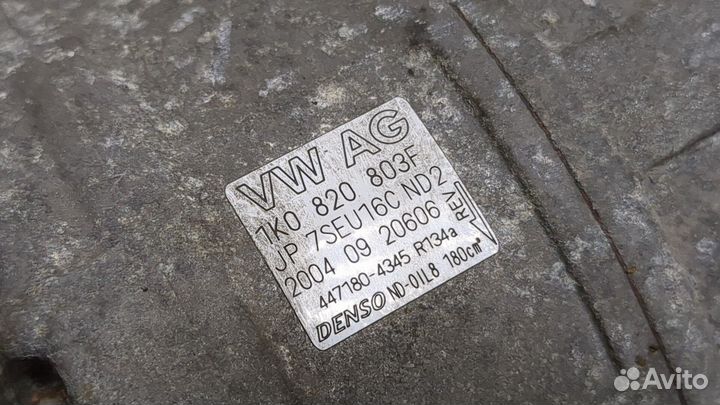 VW AG
1K0 820 803F
JP 7SEU16C ND2
2004 09 20606 REV
447180-4345 R134a
DENSO ND-OIL8 180cm³
Avito